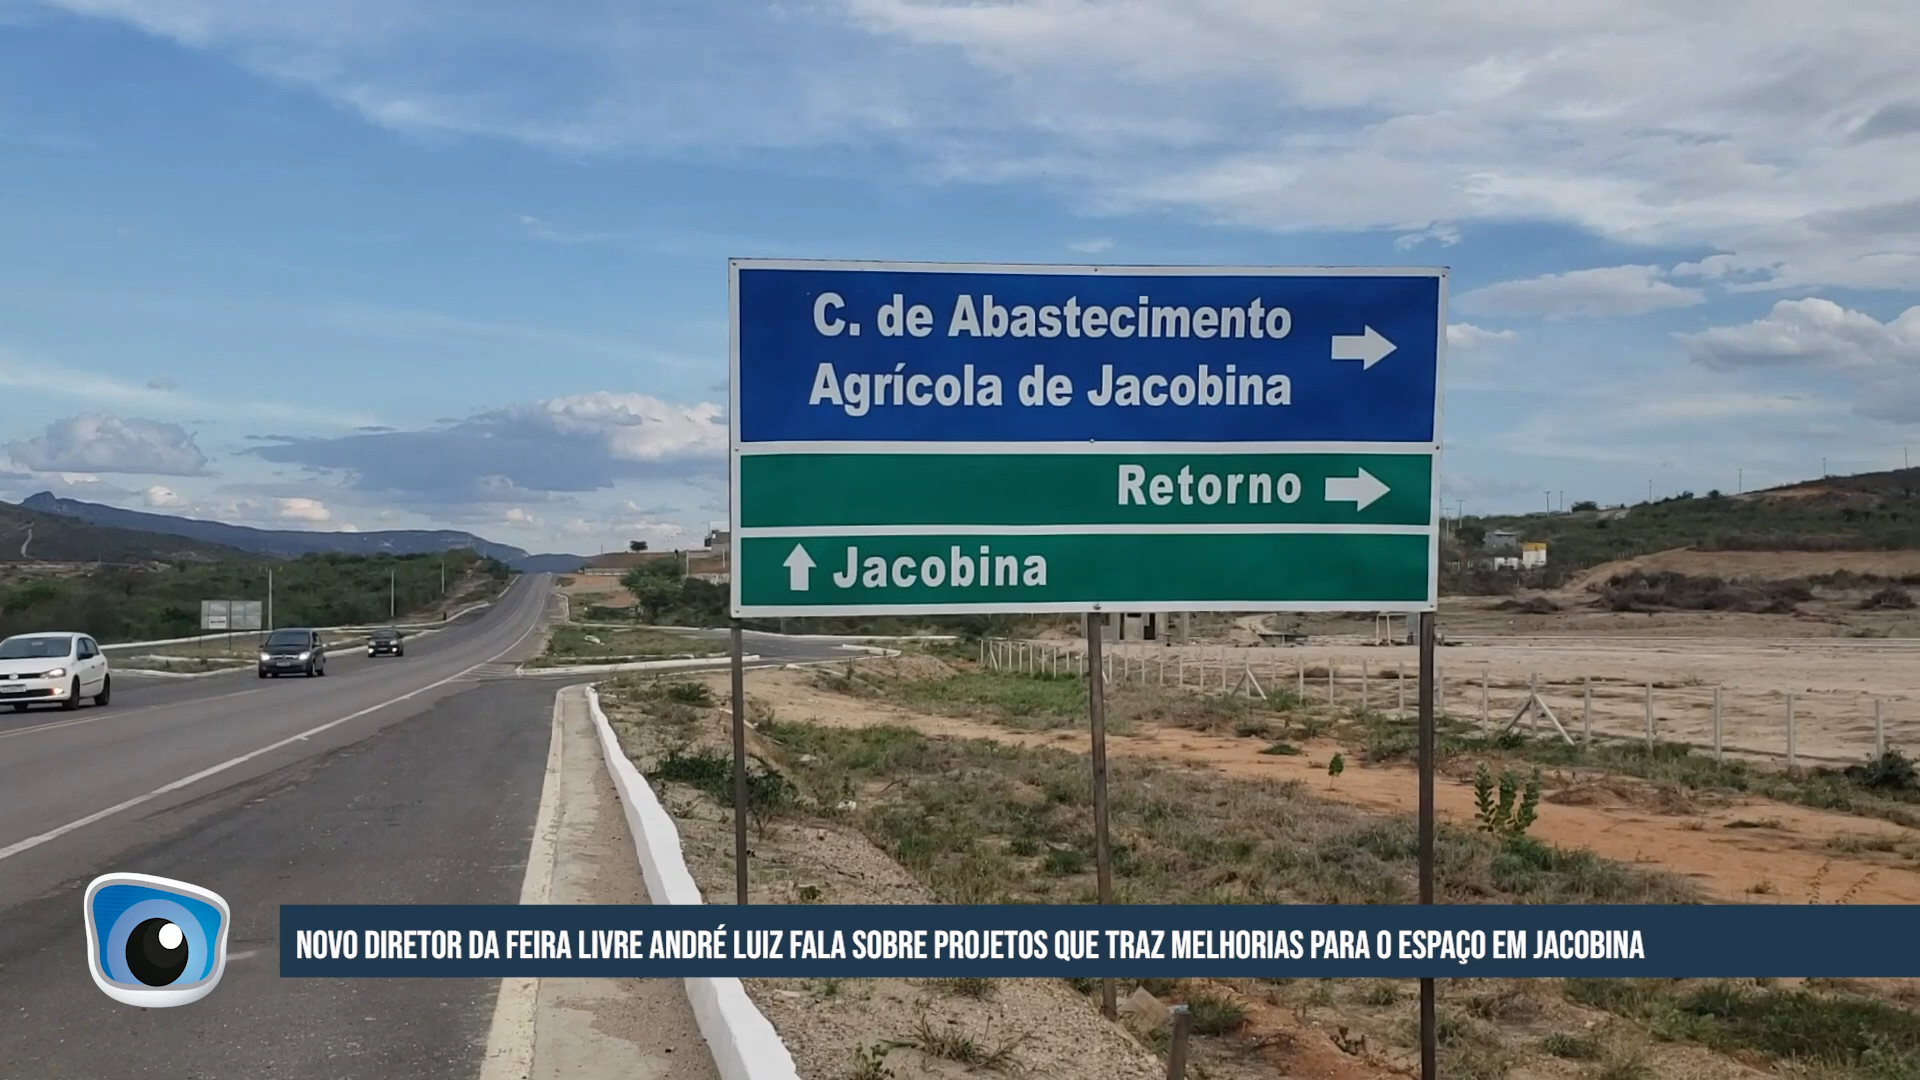 C. de Abastecimento
Agrícola de Jacobina
Retorno
Jacobina
NOVO DIRETOR DA FEIRA LIVRE ANDRÉ LUIZ FALA SOBRE PROJETOS QUE TRAZ MELHORIAS PARA O ESPAÇO EM JACOBINA